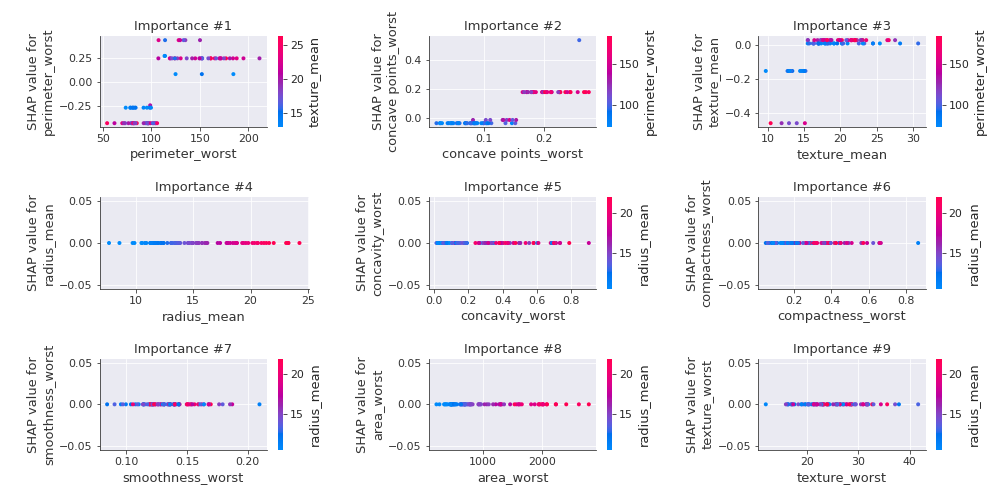 Importance #1
SHAP value for
perimeter_worst
0.50
0.25
0.00
−0.25
50
100
150
200
perimeter_worst
25
20
15
texture_mean
Importance #2
SHAP value for
concave points_worst
0.4
0.2
0.0
0.1
0.2
concave points_worst
150
100
perimeter_worst
Importance #3
SHAP value for
texture_mean
0.0
−0.2
−0.4
10
15
20
25
30
texture_mean
150
100
perimeter_worst
Importance #4
SHAP value for
radius_mean
0.05
0.00
−0.05
10
15
20
25
radius_mean
Importance #5
SHAP value for
concavity_worst
0.05
0.00
−0.05
0.0
0.2
0.4
0.6
0.8
concavity_worst
20
15
radius_mean
Importance #6
SHAP value for
compactness_worst
0.05
0.00
−0.05
0.2
0.4
0.6
0.8
compactness_worst
20
15
radius_mean
Importance #7
SHAP value for
smoothness_worst
0.05
0.00
−0.05
0.10
0.15
0.20
smoothness_worst
20
15
radius_mean
Importance #8
SHAP value for
area_worst
0.05
0.00
−0.05
1000
2000
area_worst
20
15
radius_mean
Importance #9
SHAP value for
texture_worst
0.05
0.00
−0.05
20
30
40
texture_worst
20
15
radius_mean